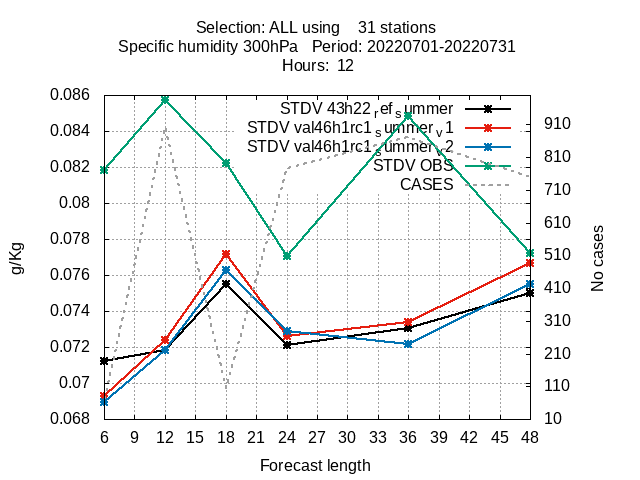 Selection: ALL using    31 stations
Specific humidity 300hPa   Period: 20220701-20220731
Hours:  12
0.086
0.084
0.082
0.08
0.078
0.076
0.074
0.072
0.07
0.068
g/Kg
STDV 43h22_ref_summer
STDV val46h1rc1_summer_v1
STDV val46h1rc1_summer_v2
STDV OBS
CASES
910
810
710
610
510
410
310
210
110
10
No cases
6 9 12 15 18 21 24 27 30 33 36 39 42 45 48
Forecast length